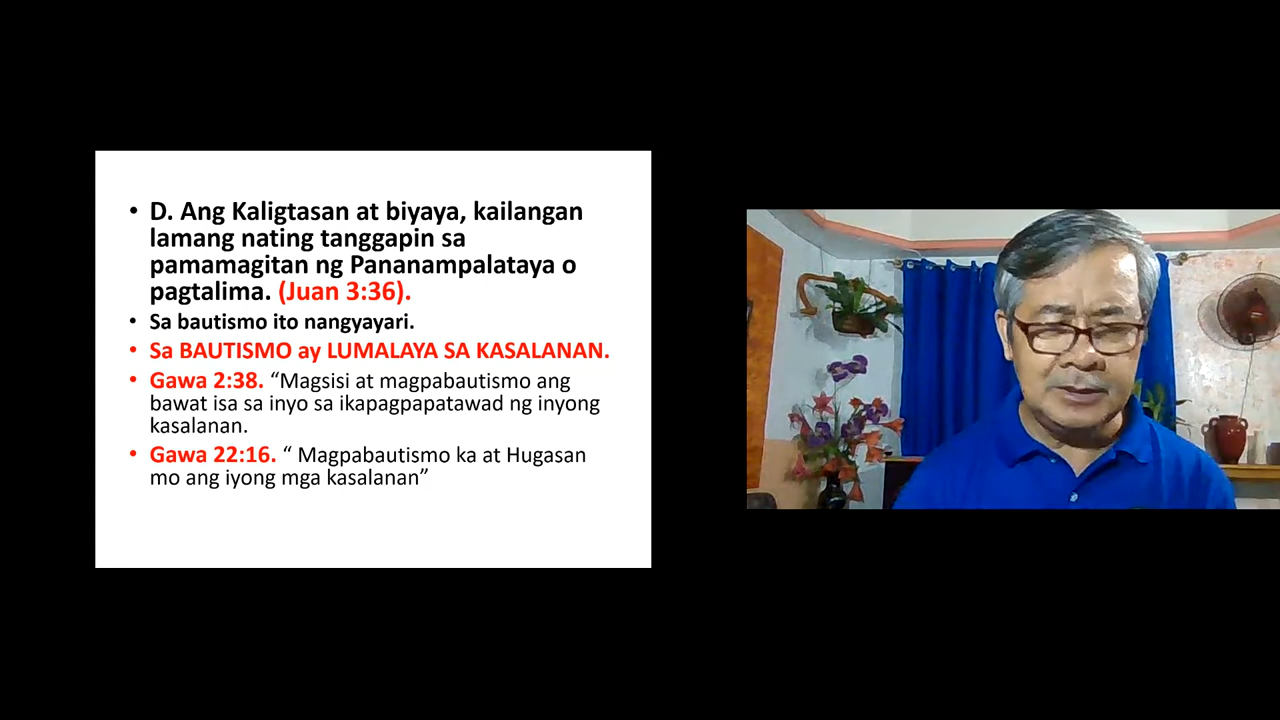 • D. Ang Kaligtasan at biyaya, kailangan
lamang nating tanggapin sa
pamamagitan ng Pananampalataya o
pagtalima. (Juan 3:36).
• Sa bautismo ito nangyayari.
• Sa BAUTISMO ay LUMALAYA SA KASALANAN.
• Gawa 2:38. “Magsisi at magpabautismo ang
bawat isa sa inyo sa ikapagpapatawad ng inyong
kasalanan.
• Gawa 22:16. “ Magpabautismo ka at Hugasan
mo ang iyong mga kasalanan”